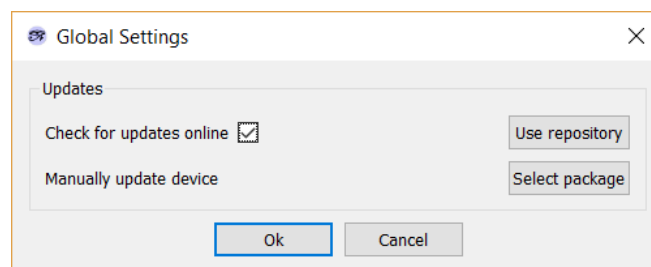 Global Settings
Updates
Check for updates online Use repository
Manually update device Select package
Ok Cancel